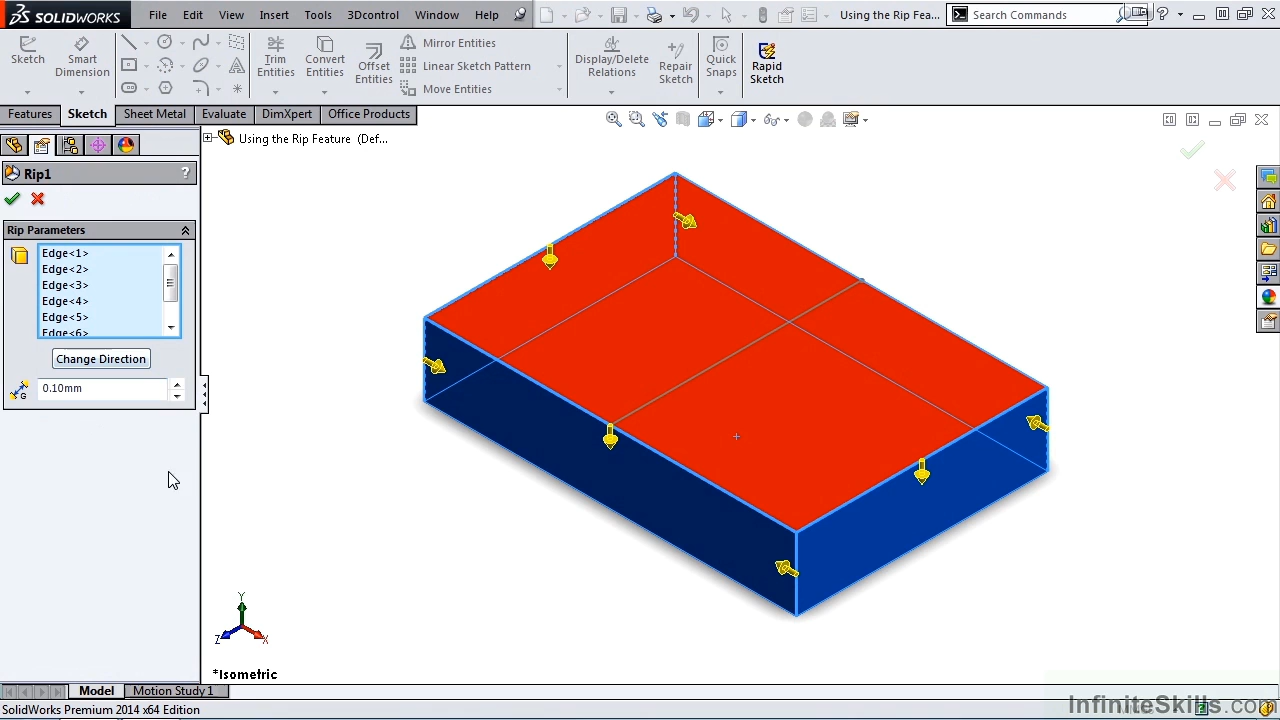 SOLIDWORKS File Edit View Insert Tools 3Dcontrol Window Help Using the Rip Fea... Search Commands ?
Sketch Smart Dimension Trim Entities Convert Entities Offset Entities Mirror Entities Linear Sketch Pattern Move Entities Display/Delete Relations Repair Sketch Quick Snaps Rapid Sketch
Features Sketch Sheet Metal Evaluate DimXpert Office Products
Using the Rip Feature (Def...
Rip1 ?
Rip Parameters
Edge<1>
Edge<2>
Edge<3>
Edge<4>
Edge<5>
Edge<6>
Change Direction
G 0.10mm
Y
Z X
*Isometric
Model Motion Study 1
SolidWorks Premium 2014 x64 Edition
InfiniteSkills.com